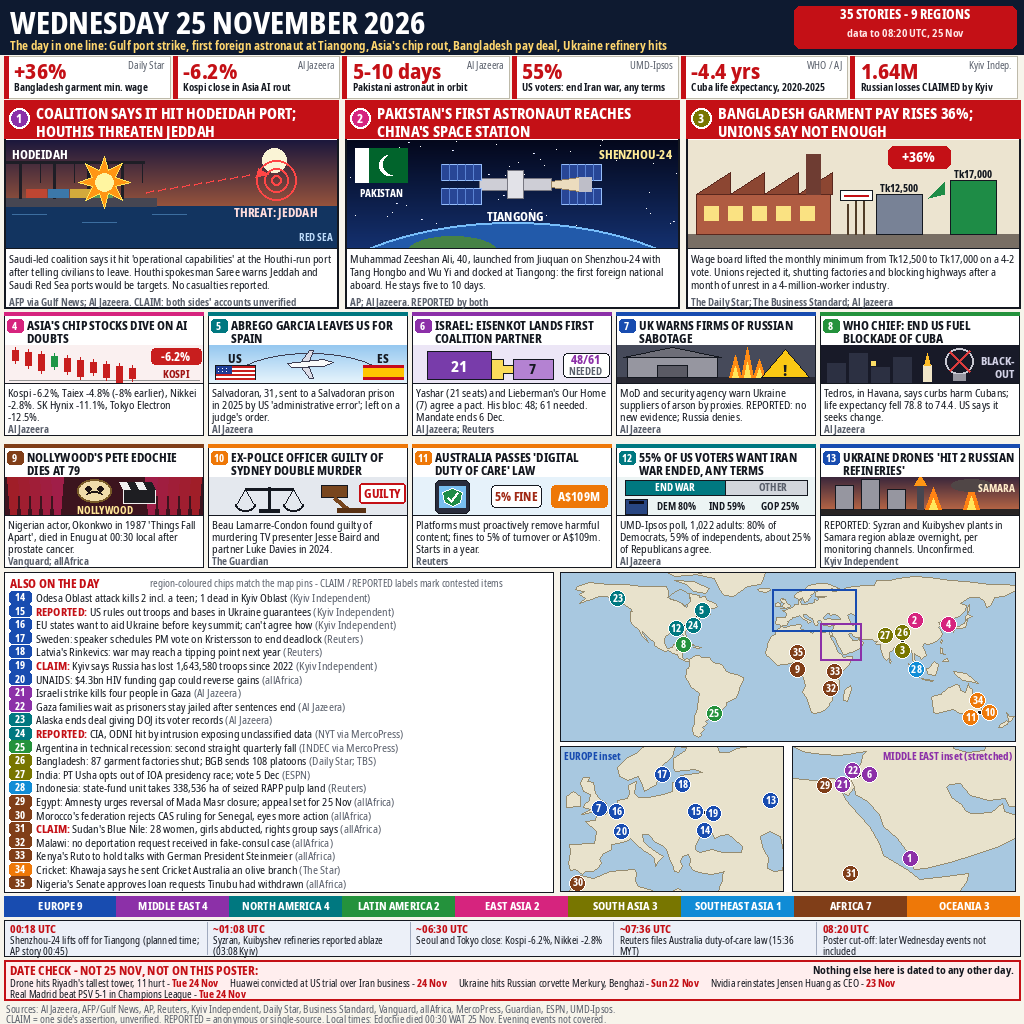 WEDNESDAY 25 NOVEMBER 2026
The day in one line: Gulf port strike, first foreign astronaut at Tiangong, Asia's chip rout, Bangladesh pay deal, Ukraine refinery hits
35 STORIES - 9 REGIONS
data to 08:20 UTC, 25 Nov
+36%
Daily Star
Bangladesh garment min. wage
-6.2%
Al Jazeera
Kospi close in Asia AI rout
5-10 days
Al Jazeera
Pakistani astronaut in orbit
55%
UMD-Ipsos
US voters: end Iran war, any terms
-4.4 yrs
WHO / AJ
Cuba life expectancy, 2020-2025
1.64M
Kyiv Indep.
Russian losses CLAIMED by Kyiv
1
COALITION SAYS IT HIT HODEIDAH PORT;
HOUTHIS THREATEN JEDDAH
HODEIDAH
THREAT: JEDDAH
RED SEA
Saudi-led coalition says it hit 'operational capabilities' at the Houthi-run port
after telling civilians to leave. Houthi spokesman Saree warns Jeddah and
Saudi Red Sea ports would be targets. No casualties reported.
AFP via Gulf News; Al Jazeera. CLAIM: both sides' accounts unverified
2
PAKISTAN'S FIRST ASTRONAUT REACHES
CHINA'S SPACE STATION
PAKISTAN
SHENZHOU-24
TIANGONG
Muhammad Zeeshan Ali, 40, launched from Jiuquan on Shenzhou-24 with
Tang Hongbo and Wu Yi and docked at Tiangong: the first foreign national
aboard. He stays five to 10 days.
AP; Al Jazeera. REPORTED by both
3
BANGLADESH GARMENT PAY RISES 36%;
UNIONS SAY NOT ENOUGH
+36%
Tk12,500
Tk17,000
Wage board lifted the monthly minimum from Tk12,500 to Tk17,000 on a 4-2
vote. Unions rejected it, shutting factories and blocking highways after a
month of unrest in a 4-million-worker industry.
The Daily Star; The Business Standard; Al Jazeera
4
ASIA'S CHIP STOCKS DIVE ON AI
DOUBTS
-6.2%
KOSPI
Kospi -6.2%, Taiex -4.8% (-8% earlier), Nikkei
-2.8%. SK Hynix -11.1%, Tokyo Electron
-12.5%.
Al Jazeera
5
ABREGO GARCIA LEAVES US FOR
SPAIN
US
ES
Salvadoran, 31, sent to a Salvadoran prison
in 2025 by US 'administrative error'; left on a
judge's order.
Al Jazeera
6
ISRAEL: EISENKOT LANDS FIRST
COALITION PARTNER
21
7
48/61
NEEDED
Yashar (21 seats) and Lieberman's Our Home
(7) agree a pact. His bloc: 48; 61 needed.
Mandate ends 6 Dec.
Al Jazeera; Reuters
7
UK WARNS FIRMS OF RUSSIAN
SABOTAGE
!
MoD and security agency warn Ukraine
suppliers of arson by proxies. REPORTED: no
new evidence; Russia denies.
Al Jazeera
8
WHO CHIEF: END US FUEL
BLOCKADE OF CUBA
BLACK-
OUT
Tedros, in Havana, says curbs harm Cubans;
life expectancy fell 78.8 to 74.4. US says it
seeks change.
Al Jazeera
9
NOLLYWOOD'S PETE EDOCHIE
DIES AT 79
NOLLYWOOD
Nigerian actor, Okonkwo in 1987 'Things Fall
Apart', died in Enugu at 00:30 local after
prostate cancer.
Vanguard; allAfrica
10
EX-POLICE OFFICER GUILTY OF
SYDNEY DOUBLE MURDER
GUILTY
Beau Lamarre-Condon found guilty of
murdering TV presenter Jesse Baird and
partner Luke Davies in 2024.
The Guardian
11
AUSTRALIA PASSES 'DIGITAL
DUTY OF CARE' LAW
5% FINE
A$109M
Platforms must proactively remove harmful
content; fines to 5% of turnover or A$109m.
Starts in a year.
Reuters
12
55% OF US VOTERS WANT IRAN
WAR ENDED, ANY TERMS
END WAR
OTHER
DEM 80% IND 59% GOP 25%
UMD-Ipsos poll, 1,022 adults: 80% of
Democrats, 59% of independents, about 25%
of Republicans agree.
Al Jazeera
13
UKRAINE DRONES 'HIT 2 RUSSIAN
REFINERIES'
SAMARA
REPORTED: Syzran and Kuibyshev plants in
Samara region ablaze overnight, per
monitoring channels. Unconfirmed.
Kyiv Independent
ALSO ON THE DAY
region-coloured chips match the map pins - CLAIM / REPORTED labels mark contested items
14 Odesa Oblast attack kills 2 incl. a teen; 1 dead in Kyiv Oblast (Kyiv Independent)
15 REPORTED: US rules out troops and bases in Ukraine guarantees (Kyiv Independent)
16 EU states want to aid Ukraine before key summit; can't agree how (Kyiv Independent)
17 Sweden: speaker schedules PM vote on Kristersson to end deadlock (Reuters)
18 Latvia's Rinkevics: war may reach a tipping point next year (Reuters)
19 CLAIM: Kyiv says Russia has lost 1,643,580 troops since 2022 (Kyiv Independent)
20 UNAIDS: $4.3bn HIV funding gap could reverse gains (allAfrica)
21 Israeli strike kills four people in Gaza (Al Jazeera)
22 Gaza families wait as prisoners stay jailed after sentences end (Al Jazeera)
23 Alaska ends deal giving DOJ its voter records (Al Jazeera)
24 REPORTED: CIA, ODNI hit by intrusion exposing unclassified data (NYT via MercoPress)
25 Argentina in technical recession: second straight quarterly fall (INDEC via MercoPress)
26 Bangladesh: 87 garment factories shut; BGB sends 108 platoons (Daily Star; TBS)
27 India: PT Usha opts out of IOA presidency race; vote 5 Dec (ESPN)
28 Indonesia: state-fund unit takes 338,536 ha of seized RAPP pulp land (Reuters)
29 Egypt: Amnesty urges reversal of Mada Masr closure; appeal set for 25 Nov (allAfrica)
30 Morocco's federation rejects CAS ruling for Senegal, eyes more action (allAfrica)
31 CLAIM: Sudan's Blue Nile: 28 women, girls abducted, rights group says (allAfrica)
32 Malawi: no deportation request received in fake-consul case (allAfrica)
33 Kenya's Ruto to hold talks with German President Steinmeier (allAfrica)
34 Cricket: Khawaja says he sent Cricket Australia an olive branch (The Star)
35 Nigeria's Senate approves loan requests Tinubu had withdrawn (allAfrica)
23
5
12
24
8
25
35
9
33
32
2
4
27
26
3
28
34
11
10
EUROPE inset
17
18
7
16
20
15
19
14
13
30
MIDDLE EAST inset (stretched)
22
6
29
21
1
31
EUROPE 9
MIDDLE EAST 4
NORTH AMERICA 4
LATIN AMERICA 2
EAST ASIA 2
SOUTH ASIA 3
SOUTHEAST ASIA 1
AFRICA 7
OCEANIA 3
00:18 UTC
Shenzhou-24 lifts off for Tiangong (planned time;
AP story 00:45)
~01:08 UTC
Syzran, Kuibyshev refineries reported ablaze
(03:08 Kyiv)
~06:30 UTC
Seoul and Tokyo close: Kospi -6.2%, Nikkei -2.8%
~07:36 UTC
Reuters files Australia duty-of-care law (15:36
MYT)
08:20 UTC
Poster cut-off: later Wednesday events not
included
DATE CHECK - NOT 25 NOV, NOT ON THIS POSTER:
Nothing else here is dated to any other day.
Drone hits Riyadh's tallest tower, 11 hurt - Tue 24 Nov Huawei convicted at US trial over Iran business - 24 Nov Ukraine hits Russian corvette Merkury, Benghazi - Sun 22 Nov Nvidia reinstates Jensen Huang as CEO - 23 Nov
Real Madrid beat PSV 5-1 in Champions League - Tue 24 Nov
Sources: Al Jazeera, AFP/Gulf News, AP, Reuters, Kyiv Independent, Daily Star, Business Standard, Vanguard, allAfrica, MercoPress, Guardian, ESPN, UMD-Ipsos.
CLAIM = one side's assertion, unverified. REPORTED = anonymous or single-source. Local times: Edochie died 00:30 WAT 25 Nov. Evening events not covered.